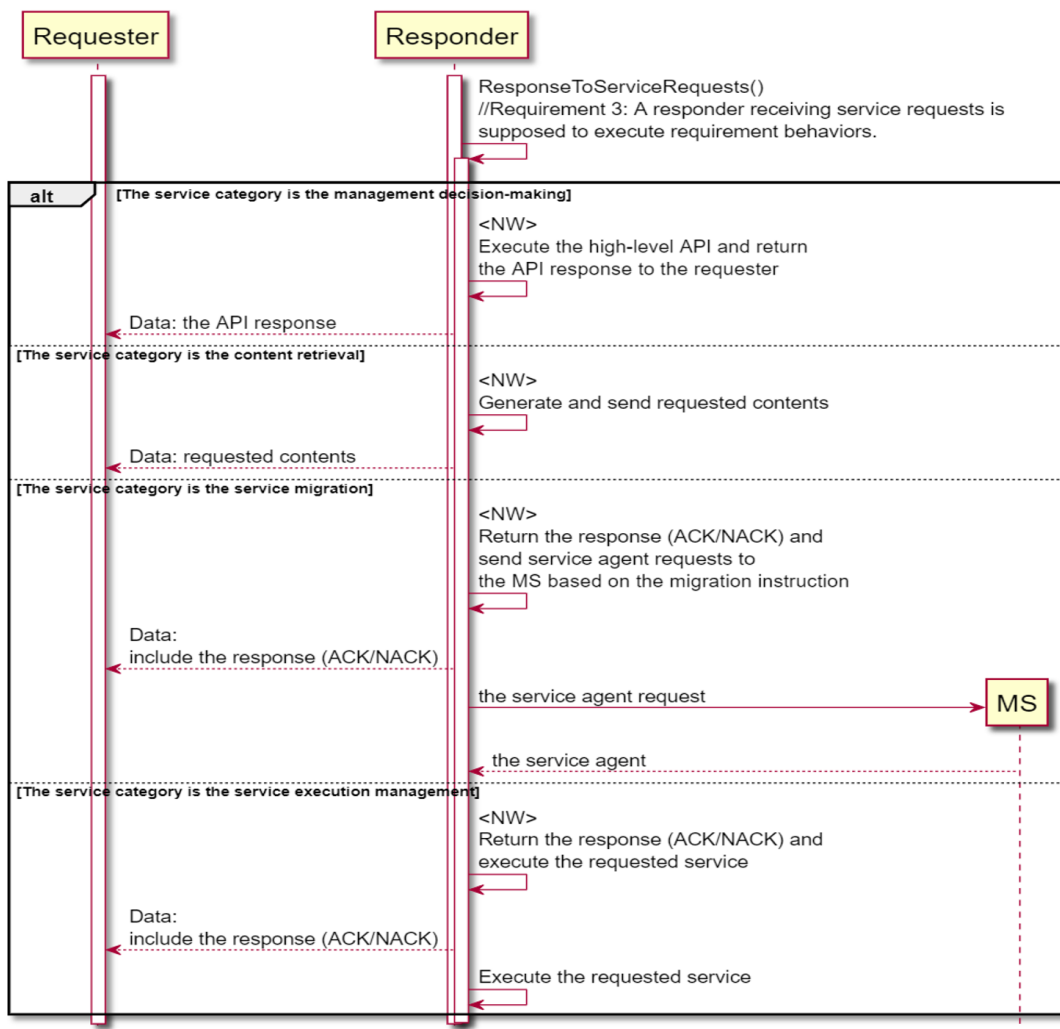 Requester
Responder
ResponseToServiceRequests()
//Requirement 3: A responder receiving service requests is
supposed to execute requirement behaviors.
alt
[The service category is the management decision-making]
<NW>
Execute the high-level API and return
the API response to the requester
Data: the API response
[The service category is the content retrieval]
<NW>
Generate and send requested contents
Data: requested contents
[The service category is the service migration]
<NW>
Return the response (ACK/NACK) and
send service agent requests to
the MS based on the migration instruction
Data:
include the response (ACK/NACK)
the service agent request
MS
the service agent
[The service category is the service execution management]
<NW>
Return the response (ACK/NACK) and
execute the requested service
Data:
include the response (ACK/NACK)
Execute the requested service